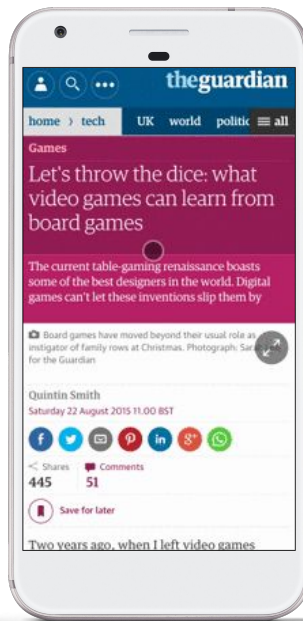 theguardian
home › tech UK world politic all
Games
Let's throw the dice: what
video games can learn from
board games
The current table-gaming renaissance boasts
some of the best designers in the world. Digital
games can't let these inventions slip them by
Board games have moved beyond their usual role as
instigator of family rows at Christmas. Photograph:
for the Guardian
Quintin Smith
Saturday 22 August 2015 11.00 BST
f in g+
Shares Comments
445 51
Save for later
Two years ago, when I left video games